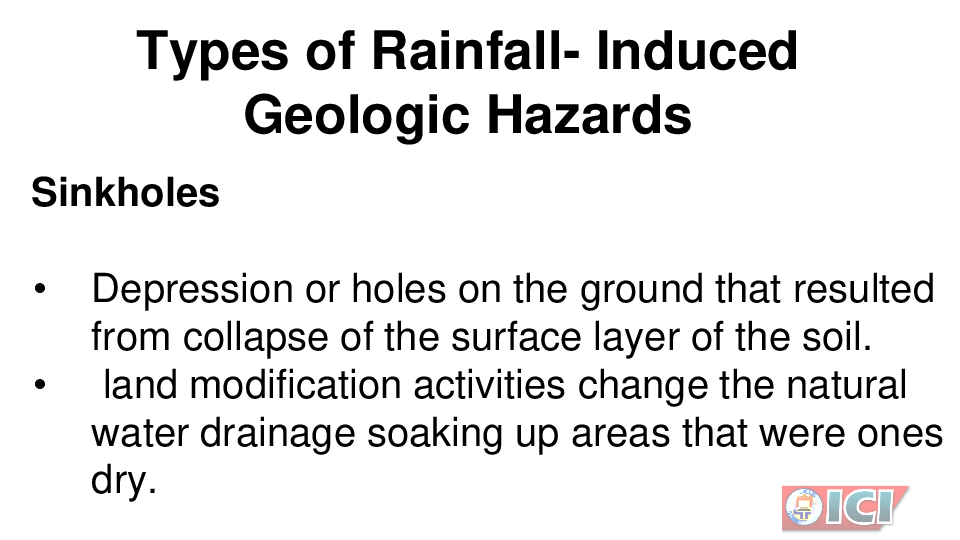 Types of Rainfall- Induced
Geologic Hazards
Sinkholes
• Depression or holes on the ground that resulted
from collapse of the surface layer of the soil.
• land modification activities change the natural
water drainage soaking up areas that were ones
dry.
ICI